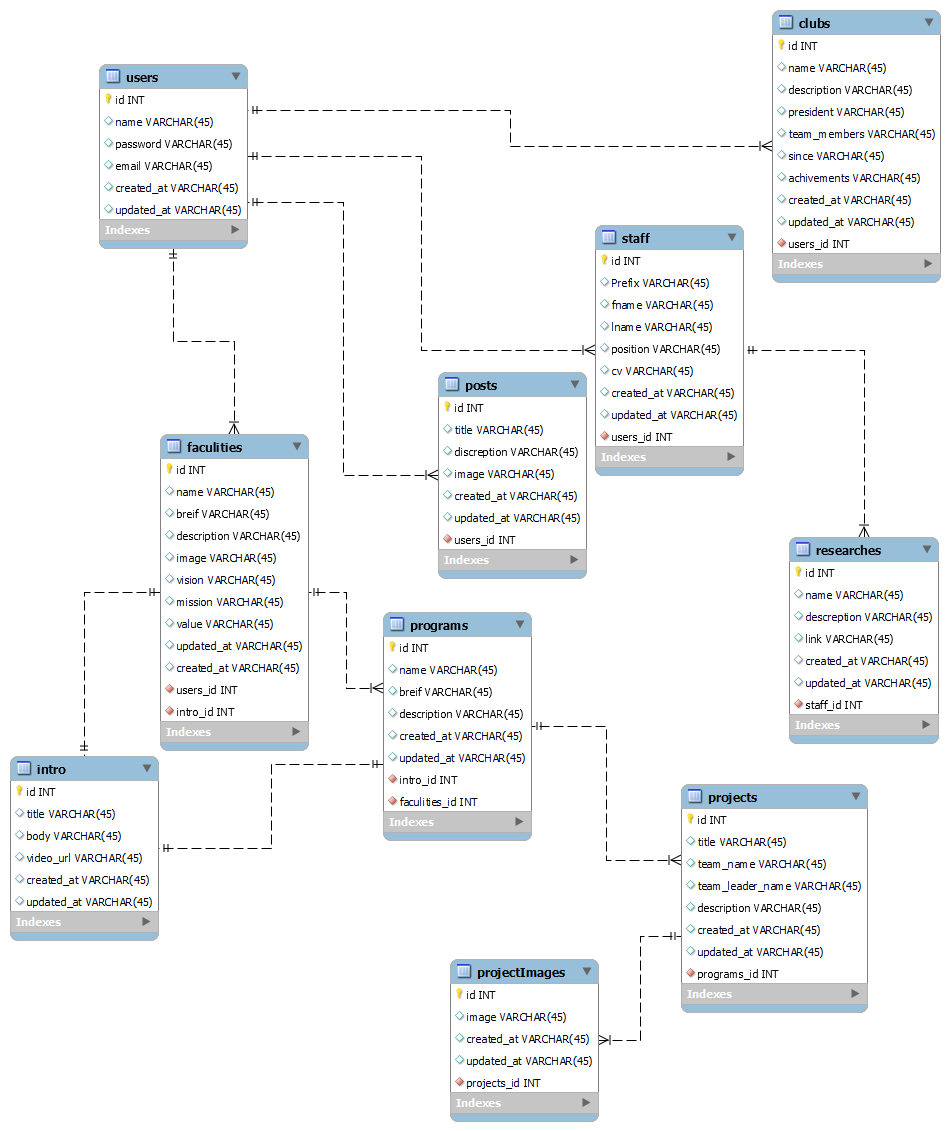 clubs
id INT
name VARCHAR(45)
description VARCHAR(45)
president VARCHAR(45)
team_members VARCHAR(45)
since VARCHAR(45)
achivements VARCHAR(45)
created_at VARCHAR(45)
updated_at VARCHAR(45)
users_id INT
Indexes
users
id INT
name VARCHAR(45)
password VARCHAR(45)
email VARCHAR(45)
created_at VARCHAR(45)
updated_at VARCHAR(45)
Indexes
staff
id INT
Prefix VARCHAR(45)
fname VARCHAR(45)
lname VARCHAR(45)
position VARCHAR(45)
cv VARCHAR(45)
created_at VARCHAR(45)
updated_at VARCHAR(45)
users_id INT
Indexes
posts
id INT
title VARCHAR(45)
discreption VARCHAR(45)
image VARCHAR(45)
created_at VARCHAR(45)
updated_at VARCHAR(45)
users_id INT
Indexes
faculities
id INT
name VARCHAR(45)
breif VARCHAR(45)
description VARCHAR(45)
image VARCHAR(45)
vision VARCHAR(45)
mission VARCHAR(45)
value VARCHAR(45)
updated_at VARCHAR(45)
created_at VARCHAR(45)
users_id INT
intro_id INT
Indexes
researches
id INT
name VARCHAR(45)
descreption VARCHAR(45)
link VARCHAR(45)
created_at VARCHAR(45)
updated_at VARCHAR(45)
staff_id INT
Indexes
programs
id INT
name VARCHAR(45)
breif VARCHAR(45)
description VARCHAR(45)
created_at VARCHAR(45)
updated_at VARCHAR(45)
intro_id INT
faculities_id INT
Indexes
intro
id INT
title VARCHAR(45)
body VARCHAR(45)
video_url VARCHAR(45)
created_at VARCHAR(45)
updated_at VARCHAR(45)
Indexes
projects
id INT
title VARCHAR(45)
team_name VARCHAR(45)
team_leader_name VARCHAR(45)
description VARCHAR(45)
created_at VARCHAR(45)
updated_at VARCHAR(45)
programs_id INT
Indexes
projectImages
id INT
image VARCHAR(45)
created_at VARCHAR(45)
updated_at VARCHAR(45)
projects_id INT
Indexes